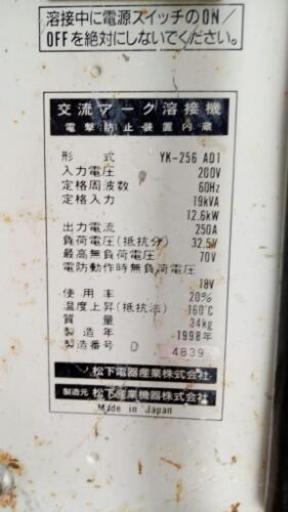 溶接中に電源スイッチのON／
OFFを絶対にしないでください。
交流アーク溶接機
電撃防止装置内蔵
形 式 YK-256 AD1
入力電圧 200V
定格周波数 60Hz
定格入力 19kVA
12.6kW
出力電流 250A
負荷電圧(抵抗分) 32.5V
最高無負荷電圧 70V
電防動作時無負荷電圧
18V
使用率 20%
温度上昇(抵抗法) 160℃
質量 34kg
製造年 1998年
製造番号 D 4839
松下電器産業株式会社
製造元 松下産業機器株式会社
Made in Japan